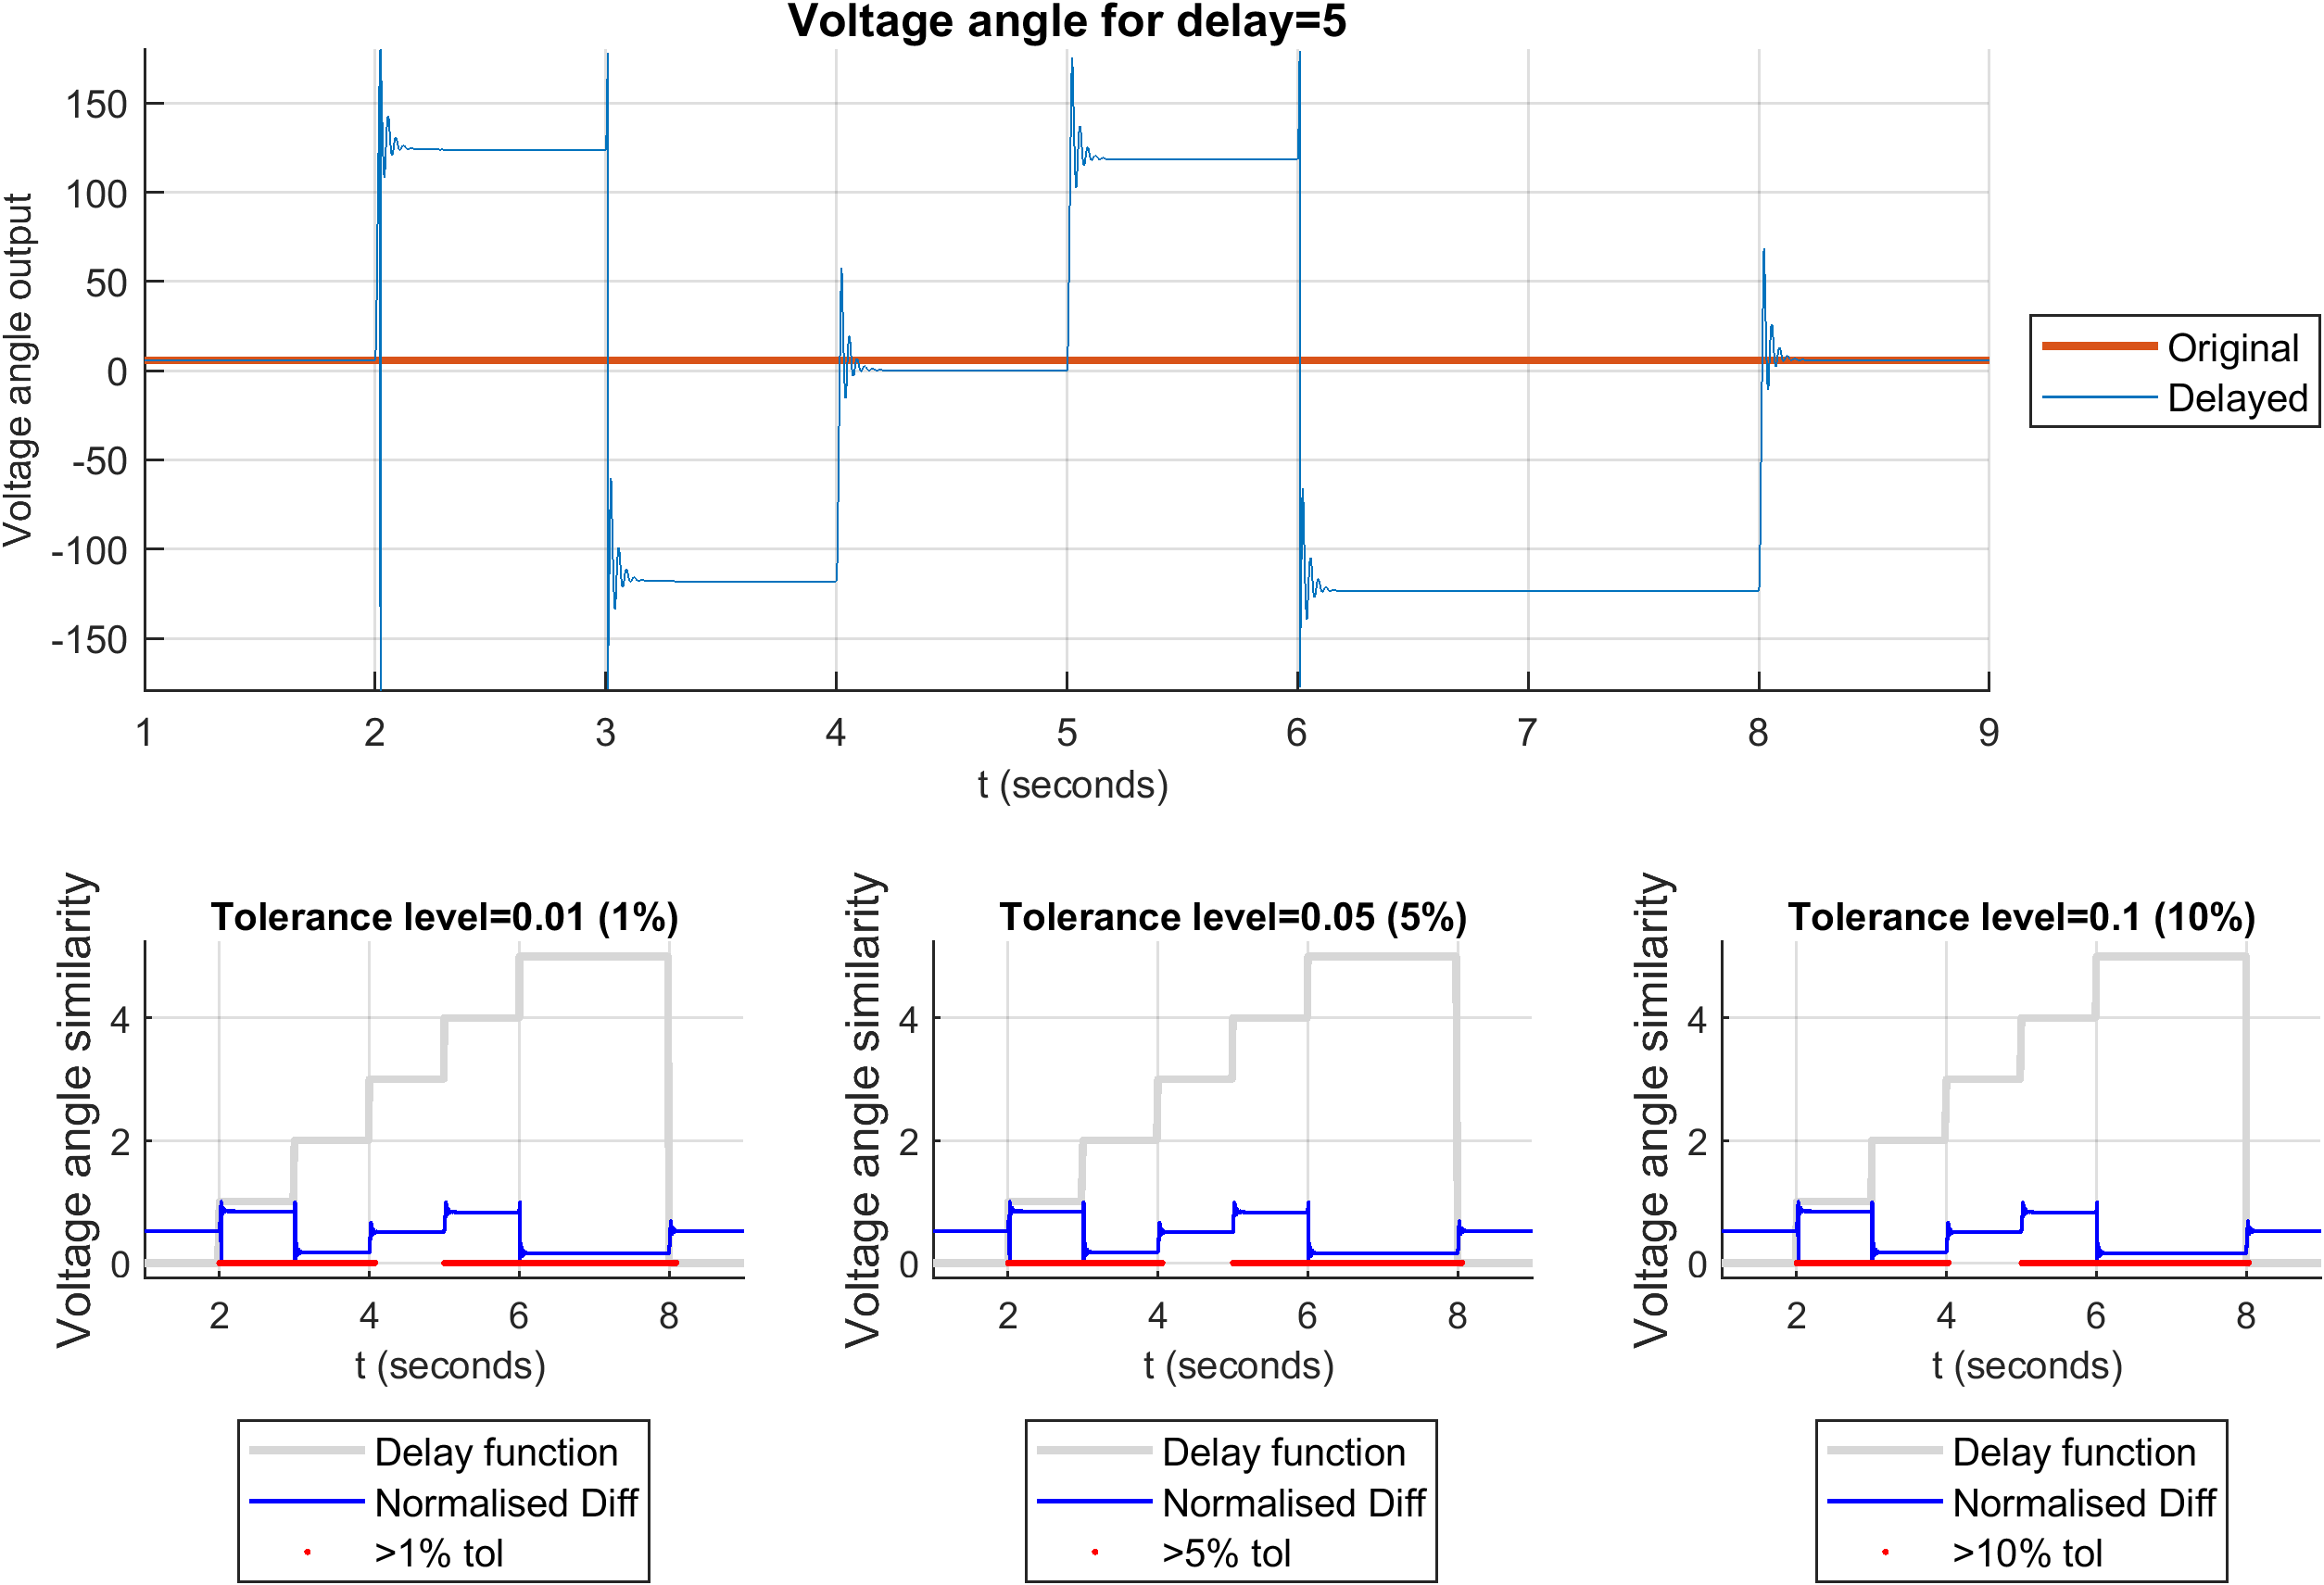 Voltage angle for delay=5
Voltage angle output
150
100
50
0
-50
-100
-150
1 2 3 4 5 6 7 8 9
t (seconds)
Original
Delayed
Tolerance level=0.01 (1%)
Voltage angle similarity
4
2
0
2 4 6 8
t (seconds)
Delay function
Normalised Diff
>1% tol
Tolerance level=0.05 (5%)
Voltage angle similarity
4
2
0
2 4 6 8
t (seconds)
Delay function
Normalised Diff
>5% tol
Tolerance level=0.1 (10%)
Voltage angle similarity
4
2
0
2 4 6 8
t (seconds)
Delay function
Normalised Diff
>10% tol